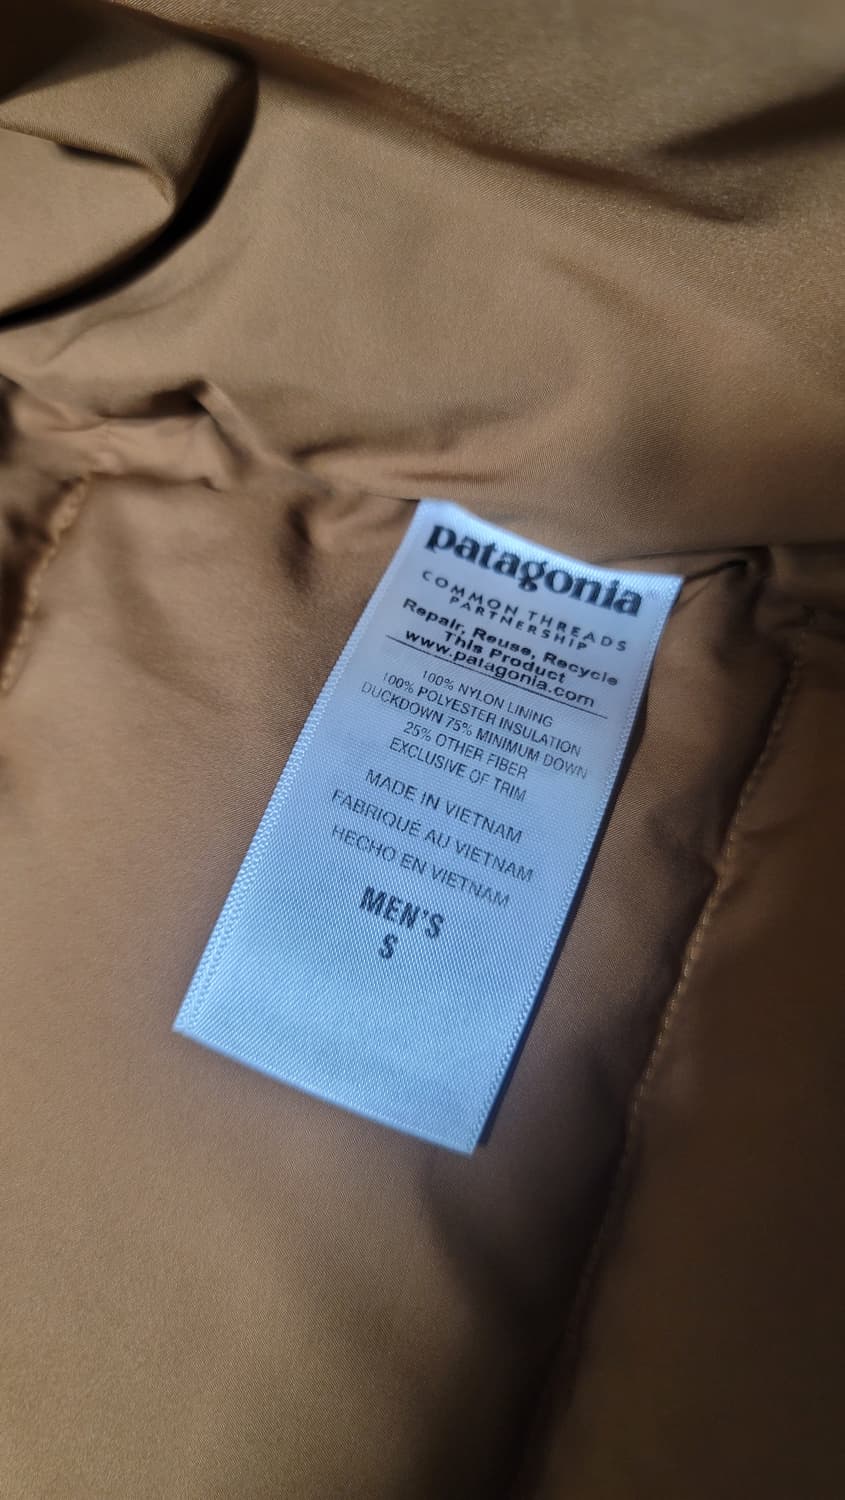 patagonia
COMMON THREADS
PARTNERSHIP
Repair, Reuse, Recycle
This Product
www.patagonia.com
100% NYLON LINING
100% POLYESTER INSULATION
DUCKDOWN 75% MINIMUM DOWN
25% OTHER FIBER
EXCLUSIVE OF TRIM
MADE IN VIETNAM
FABRIQUÉ AU VIETNAM
HECHO EN VIETNAM
MEN'S
S